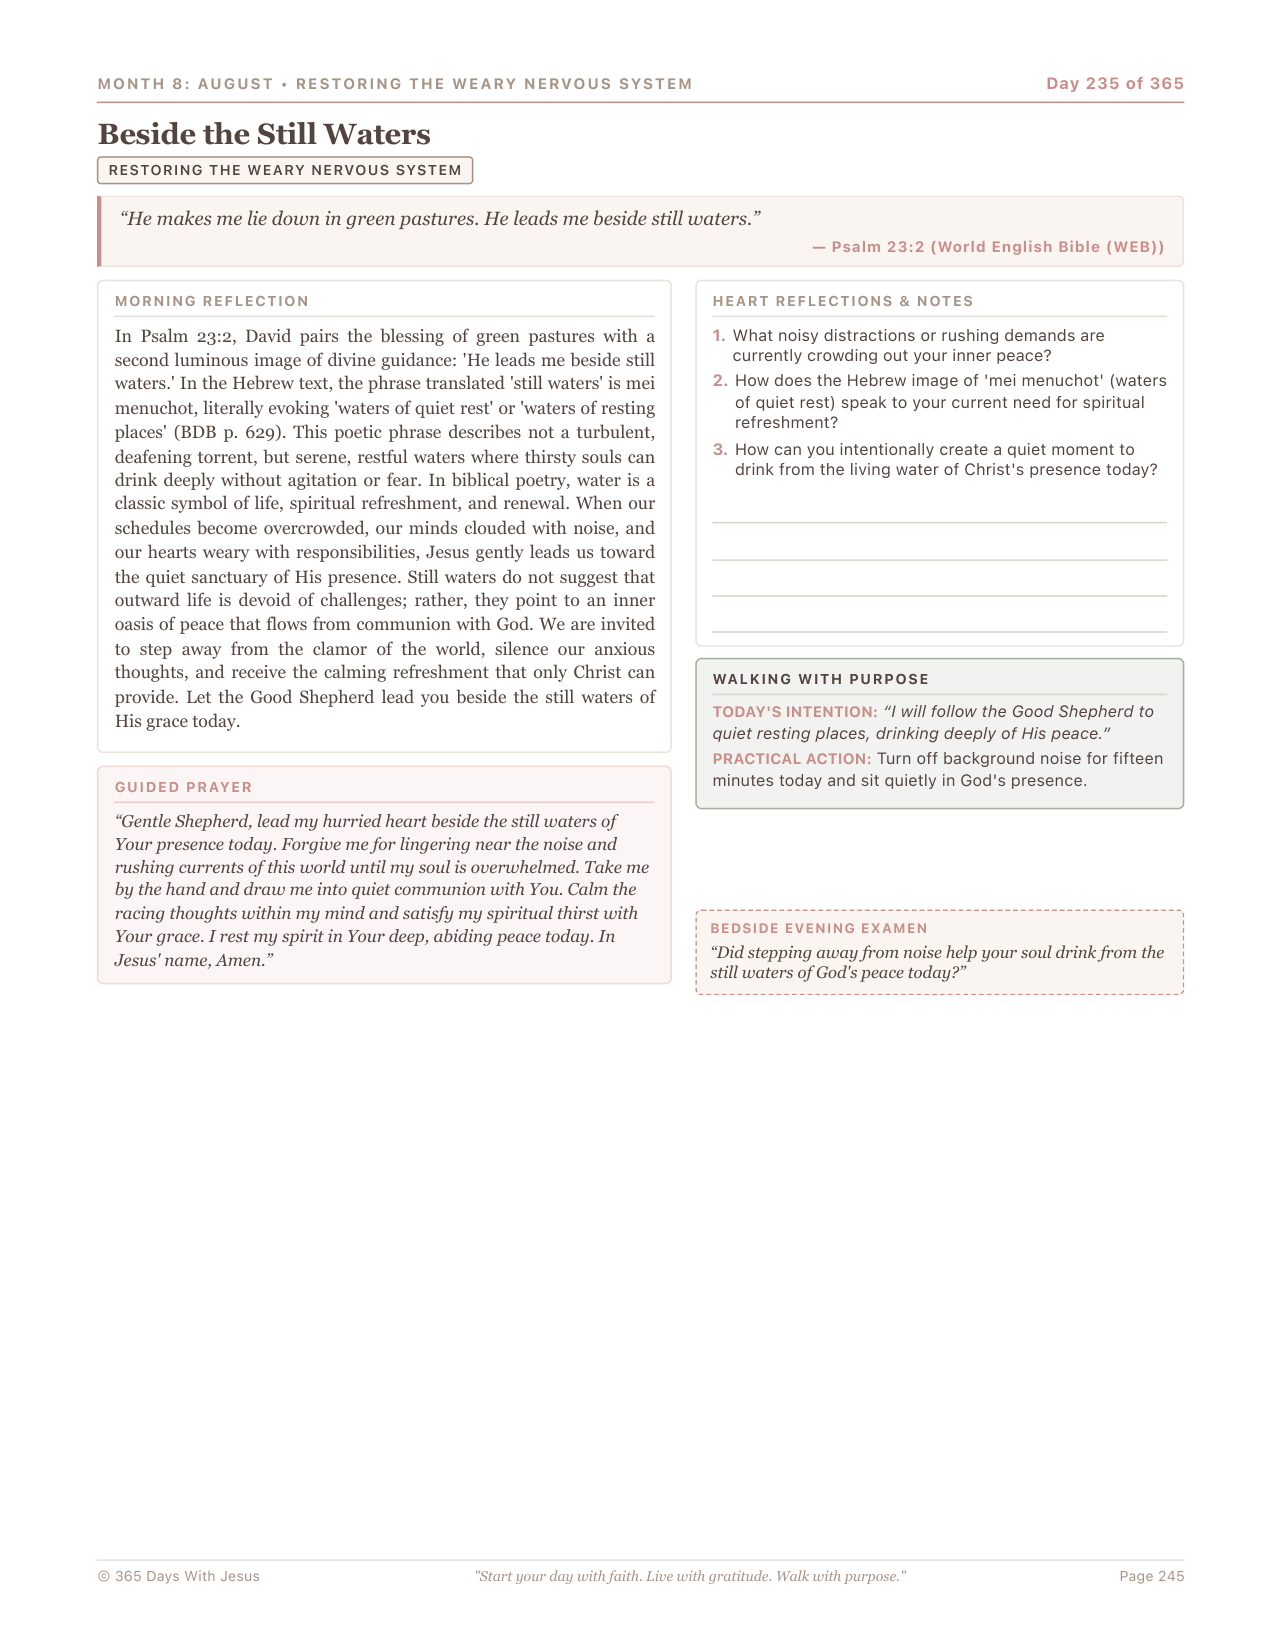 MONTH 8: AUGUST • RESTORING THE WEARY NERVOUS SYSTEM
Day 235 of 365
Beside the Still Waters
RESTORING THE WEARY NERVOUS SYSTEM
“He makes me lie down in green pastures. He leads me beside still waters.”
— Psalm 23:2 (World English Bible (WEB))
MORNING REFLECTION
In Psalm 23:2, David pairs the blessing of green pastures with a
second luminous image of divine guidance: 'He leads me beside still
waters.' In the Hebrew text, the phrase translated 'still waters' is mei
menuchot, literally evoking 'waters of quiet rest' or 'waters of resting
places' (BDB p. 629). This poetic phrase describes not a turbulent,
deafening torrent, but serene, restful waters where thirsty souls can
drink deeply without agitation or fear. In biblical poetry, water is a
classic symbol of life, spiritual refreshment, and renewal. When our
schedules become overcrowded, our minds clouded with noise, and
our hearts weary with responsibilities, Jesus gently leads us toward
the quiet sanctuary of His presence. Still waters do not suggest that
outward life is devoid of challenges; rather, they point to an inner
oasis of peace that flows from communion with God. We are invited
to step away from the clamor of the world, silence our anxious
thoughts, and receive the calming refreshment that only Christ can
provide. Let the Good Shepherd lead you beside the still waters of
His grace today.
GUIDED PRAYER
“Gentle Shepherd, lead my hurried heart beside the still waters of
Your presence today. Forgive me for lingering near the noise and
rushing currents of this world until my soul is overwhelmed. Take me
by the hand and draw me into quiet communion with You. Calm the
racing thoughts within my mind and satisfy my spiritual thirst with
Your grace. I rest my spirit in Your deep, abiding peace today. In
Jesus' name, Amen.”
HEART REFLECTIONS & NOTES
1. What noisy distractions or rushing demands are
currently crowding out your inner peace?
2. How does the Hebrew image of 'mei menuchot' (waters
of quiet rest) speak to your current need for spiritual
refreshment?
3. How can you intentionally create a quiet moment to
drink from the living water of Christ's presence today?
WALKING WITH PURPOSE
TODAY'S INTENTION: “I will follow the Good Shepherd to
quiet resting places, drinking deeply of His peace.”
PRACTICAL ACTION: Turn off background noise for fifteen
minutes today and sit quietly in God's presence.
BEDSIDE EVENING EXAMEN
“Did stepping away from noise help your soul drink from the
still waters of God's peace today?”
© 365 Days With Jesus
"Start your day with faith. Live with gratitude. Walk with purpose."
Page 245